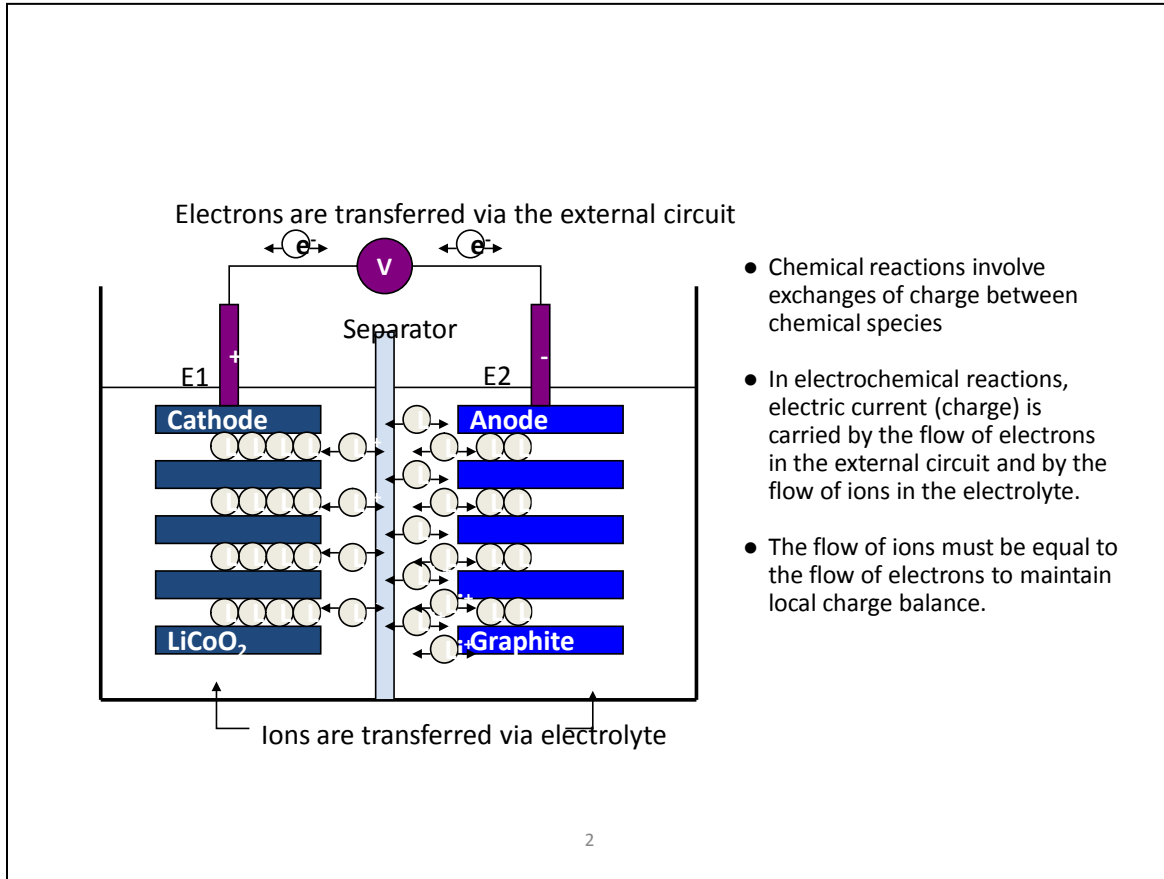 Electrons are transferred via the external circuit
e-
e-
V
Separator
+
-
E1
E2
Cathode
Anode
LiCoO2
Graphite
Ions are transferred via electrolyte
● Chemical reactions involve
exchanges of charge between
chemical species
● In electrochemical reactions,
electric current (charge) is
carried by the flow of electrons
in the external circuit and by the
flow of ions in the electrolyte.
● The flow of ions must be equal to
the flow of electrons to maintain
local charge balance.
2